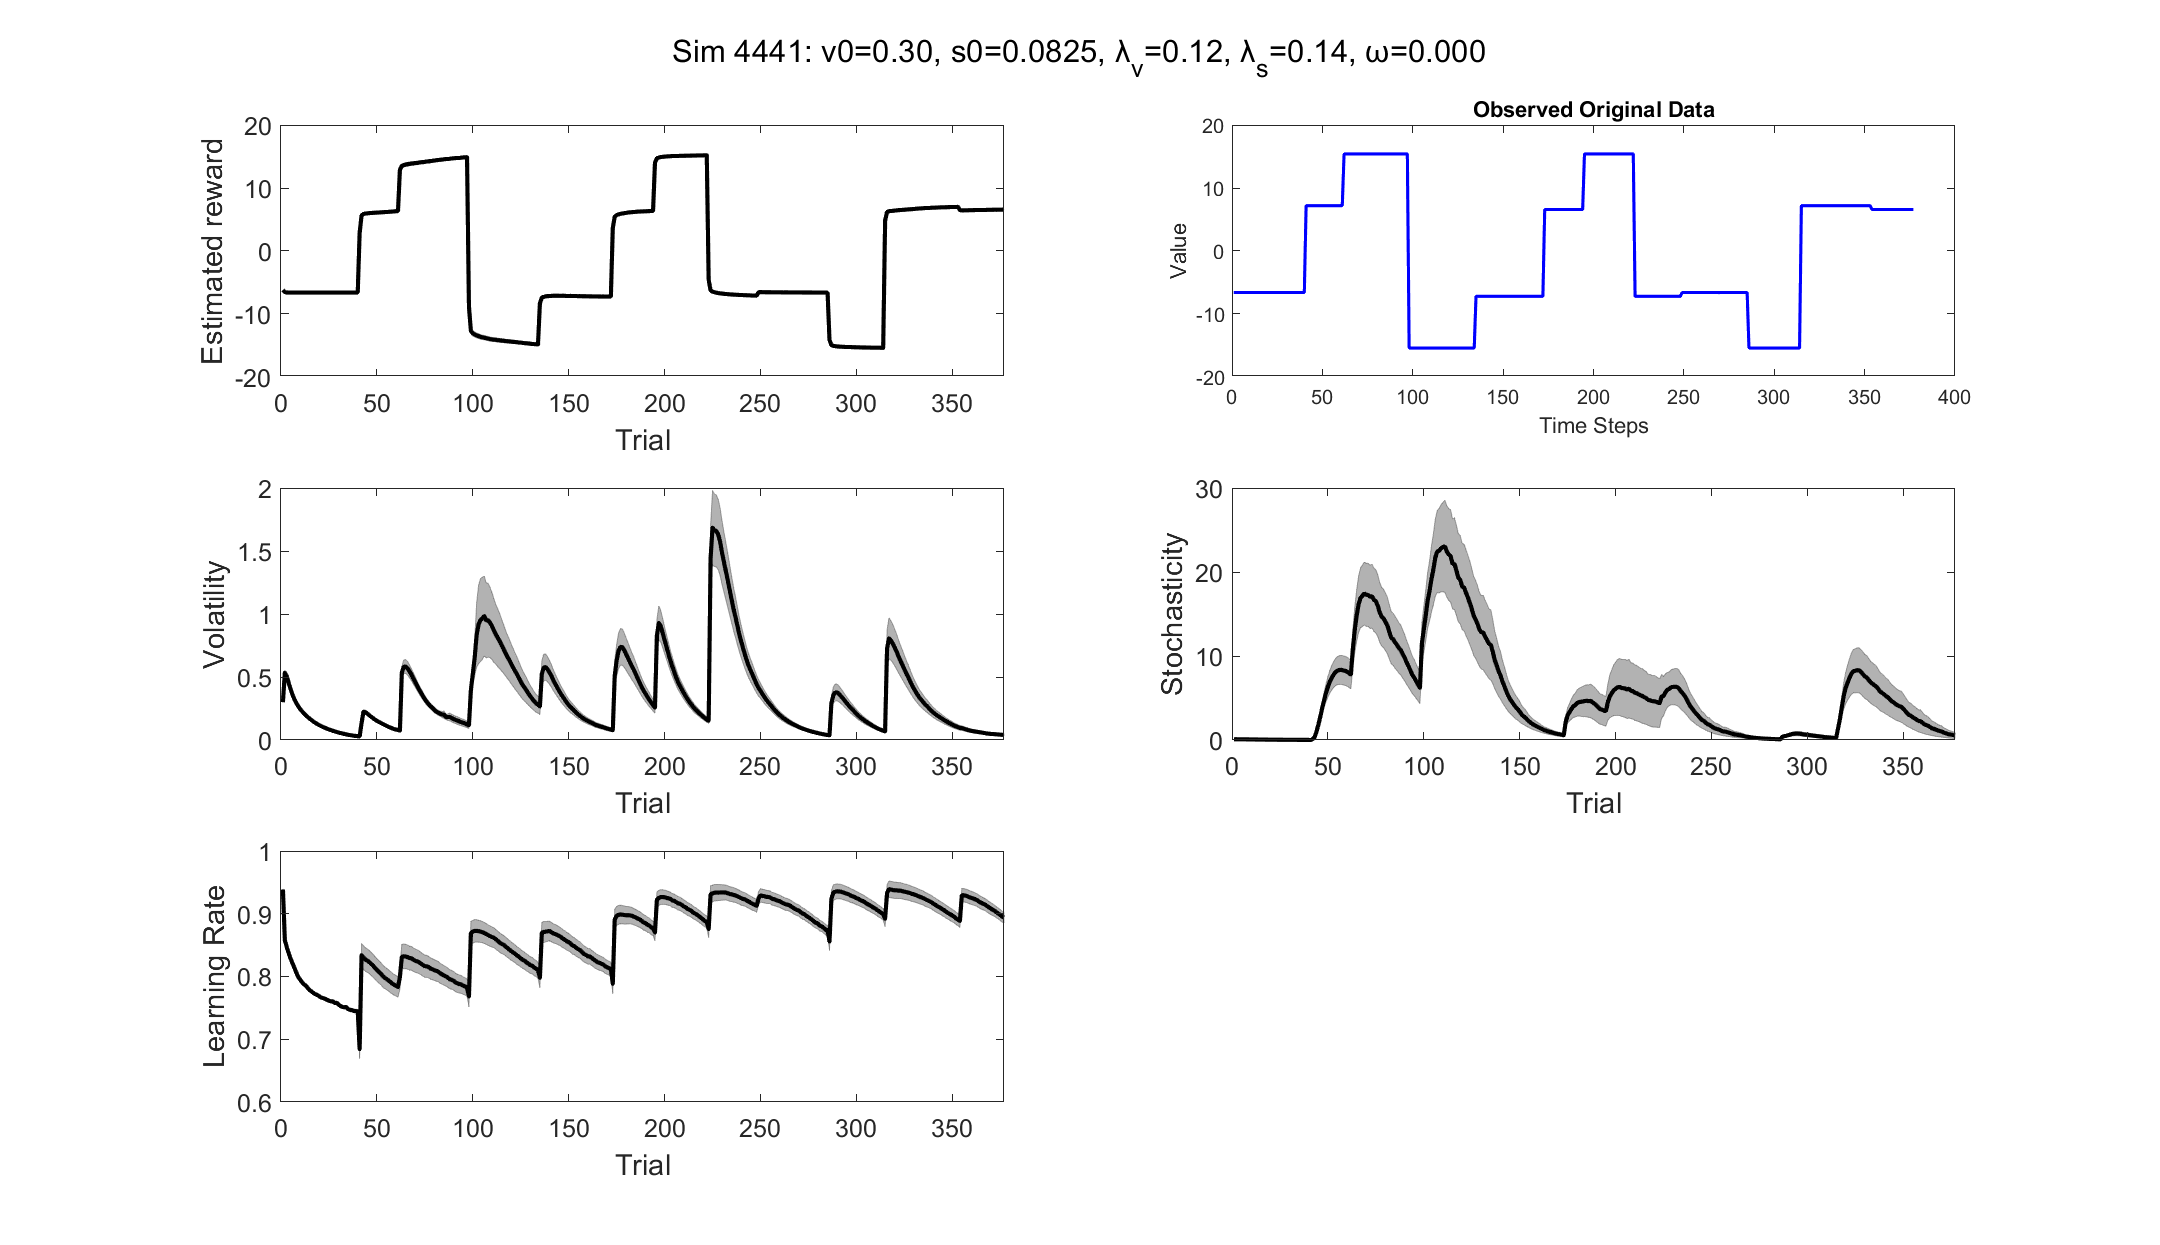 Sim 4441: v0=0.30, s0=0.0825, λv=0.12, λs=0.14, ω=0.000
Estimated reward
20
10
0
-10
-20
0 50 100 150 200 250 300 350
Trial
Observed Original Data
Value
20
10
0
-10
-20
0 50 100 150 200 250 300 350 400
Time Steps
Volatility
2
1.5
1
0.5
0
0 50 100 150 200 250 300 350
Trial
Stochasticity
30
20
10
0
0 50 100 150 200 250 300 350
Trial
Learning Rate
1
0.9
0.8
0.7
0.6
0 50 100 150 200 250 300 350
Trial